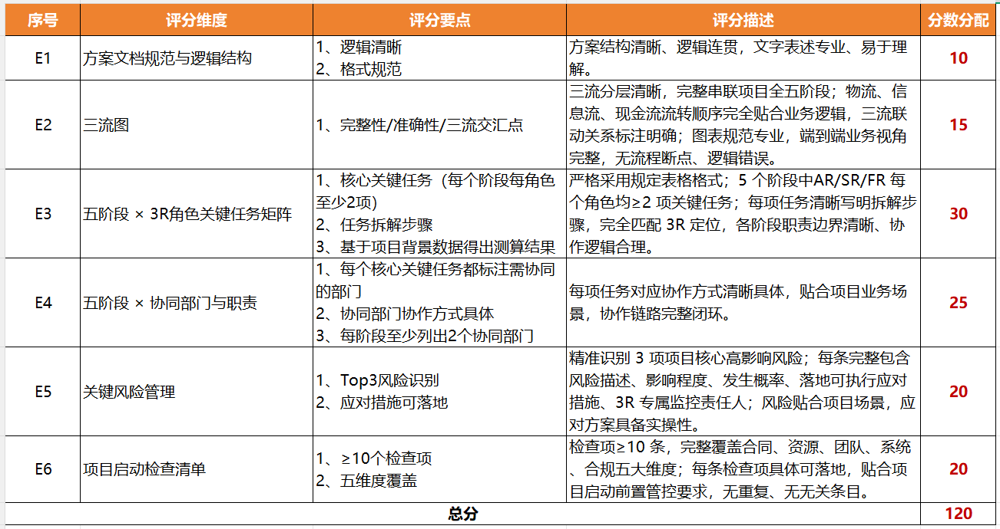 序号 评分维度 评分要点 评分描述 分数分配
E1 方案文档规范与逻辑结构 1、逻辑清晰
2、格式规范
方案结构清晰、逻辑连贯，文字表述专业、易于理
解。
10
E2 三流图 1、完整性/准确性/三流交汇点
三流分层清晰，完整串联项目全五阶段；物流、信
息流、现金流流转顺序完全贴合业务逻辑，三流联
动关系标注明确；图表规范专业，端到端业务视角
完整，无流程断点、逻辑错误。
15
E3 五阶段 × 3R角色关键任务矩阵
1、核心关键任务（每个阶段每角色
至少2项）
2、任务拆解步骤
3、基于项目背景数据得出测算结果
严格采用规定表格格式；5 个阶段中AR/SR/FR 每
个角色均≥2 项关键任务；每项任务清晰写明拆解步
骤，完全匹配 3R 定位，各阶段职责边界清晰、协
作逻辑合理。
30
E4 五阶段 × 协同部门与职责
1、每个核心关键任务都标注需协同
的部门
2、协同部门协作方式具体
3、每阶段至少列出2个协同部门
每项任务对应协作方式清晰具体，贴合项目业务场
景，协作链路完整闭环。
25
E5 关键风险管理
1、Top3风险识别
2、应对措施可落地
精准识别 3 项项目核心高影响风险；每条完整包含
风险描述、影响程度、发生概率、落地可执行应对
措施、3R 专属监控责任人；风险贴合项目场景，应
对方案具备实操性。
20
E6 项目启动检查清单
1、≥10个检查项
2、五维度覆盖
检查项≥10 条，完整覆盖合同、资源、团队、系统
、合规五大维度；每条检查项具体可落地，贴合项
目启动前置管控要求，无重复、无无关条目。
20
总分 120